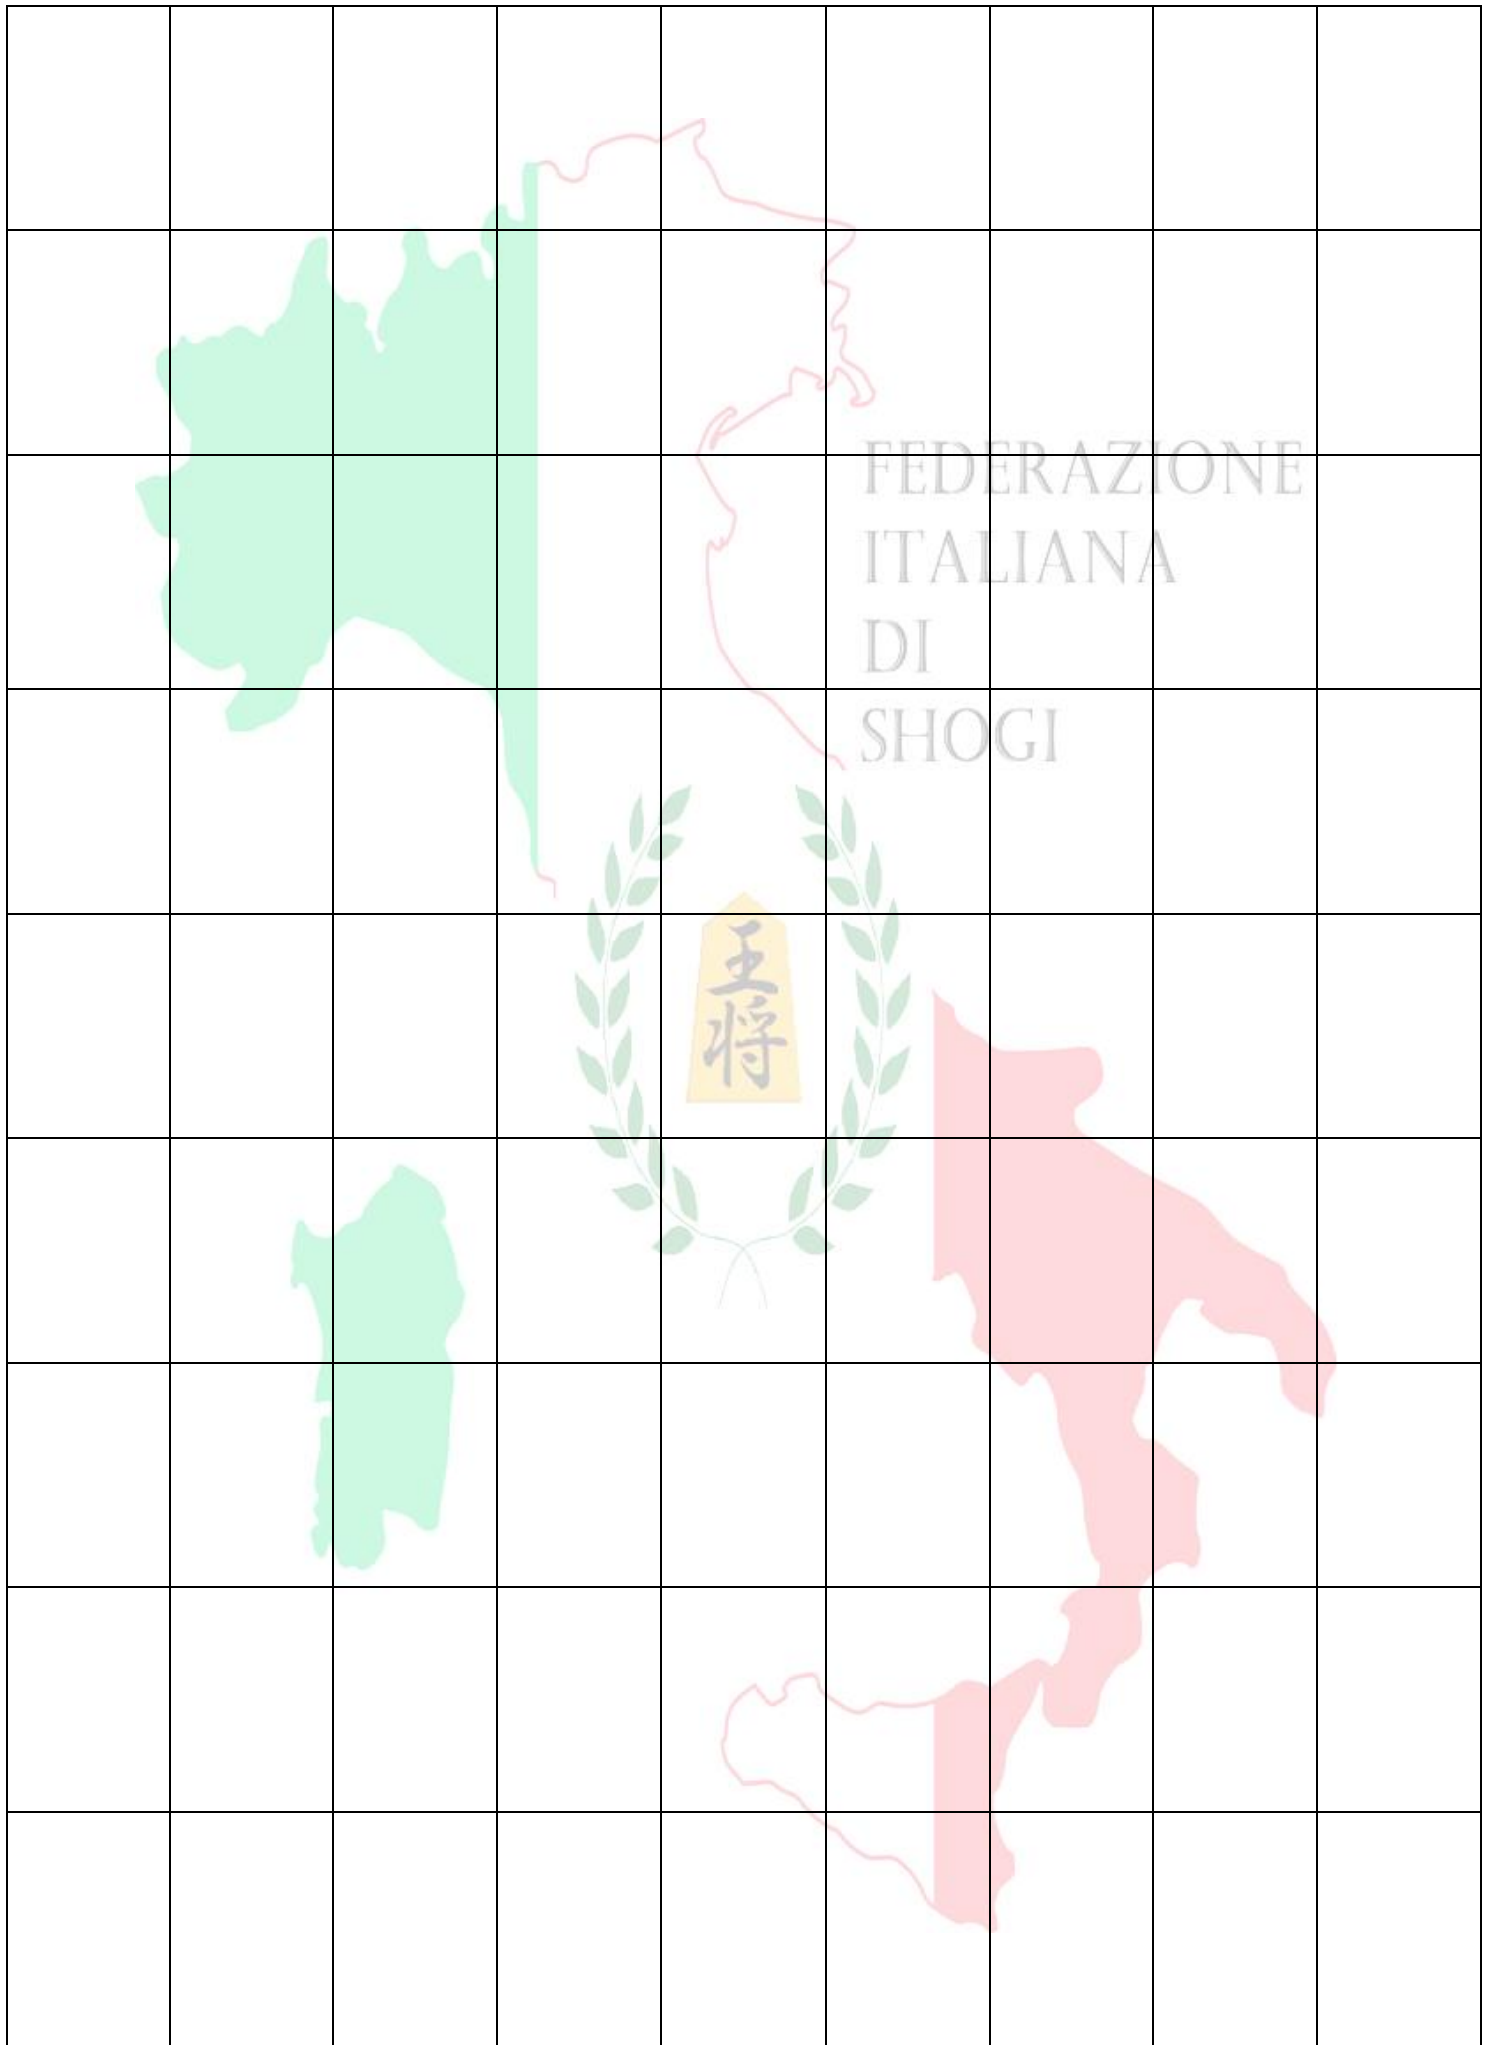 FEDERAZIONE
ITALIANA
DI
SHOGI
王
将